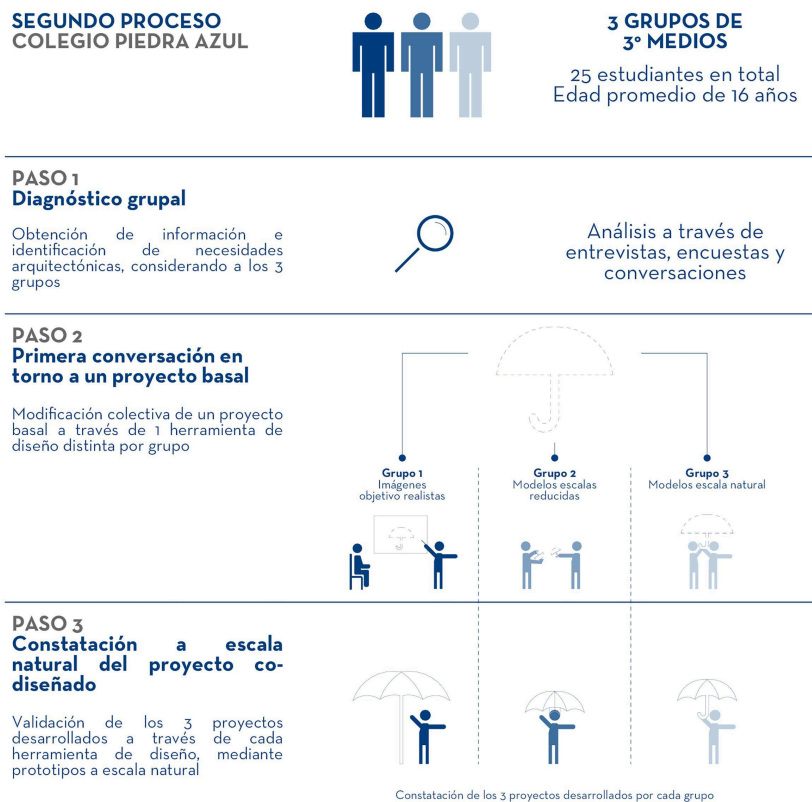 SEGUNDO PROCESO
COLEGIO PIEDRA AZUL
3 GRUPOS DE
3º MEDIOS
25 estudiantes en total
Edad promedio de 16 años
PASO 1
Diagnóstico grupal
Obtención de información e
identificación de necesidades
arquitectónicas, considerando a los 3
grupos
Análisis a través de
entrevistas, encuestas y
conversaciones
PASO 2
Primera conversación en
torno a un proyecto basal
Modificación colectiva de un proyecto
basal a través de 1 herramienta de
diseño distinta por grupo
Grupo 1
Imágenes
objetivo realistas
Grupo 2
Modelos escalas
reducidas
Grupo 3
Modelos escala natural
PASO 3
Constatación a escala
natural del proyecto co-
diseñado
Validación de los 3 proyectos
desarrollados a través de cada
herramienta de diseño, mediante
prototipos a escala natural
Constatación de los 3 proyectos desarrollados por cada grupo